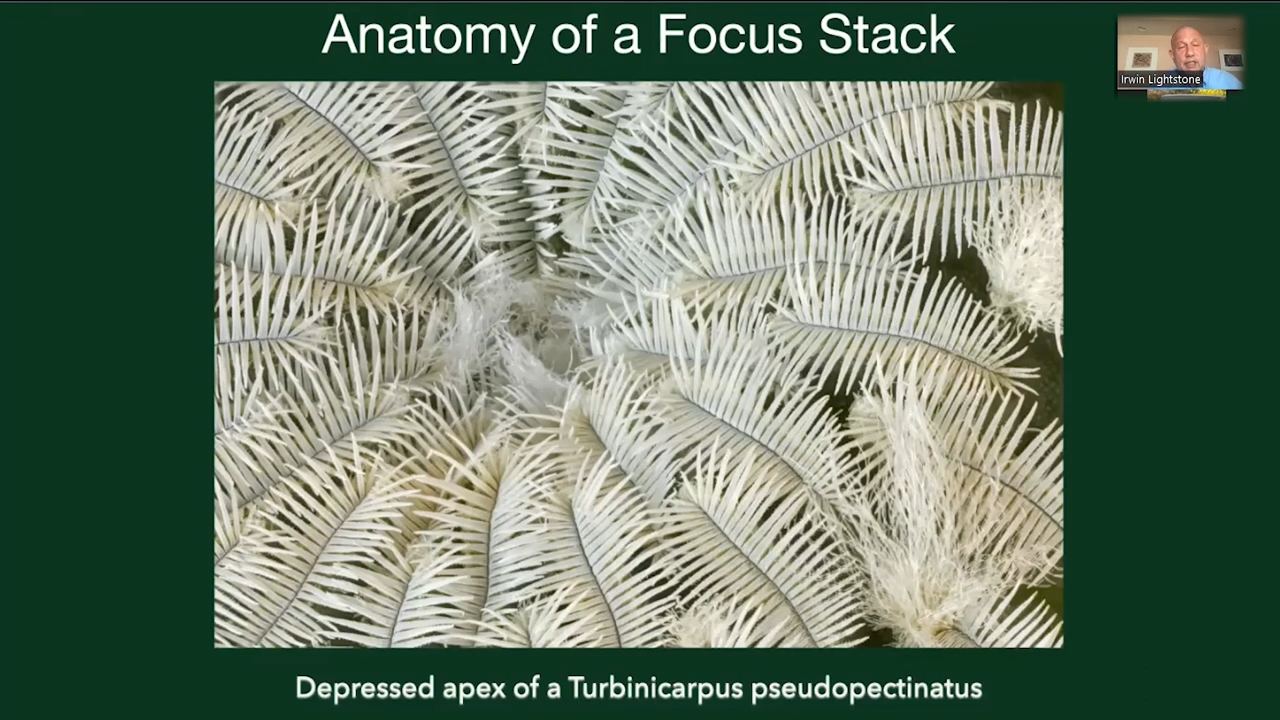 Anatomy of a Focus Stack
Irwin Lightstone
Depressed apex of a Turbinicarpus pseudopectinatus